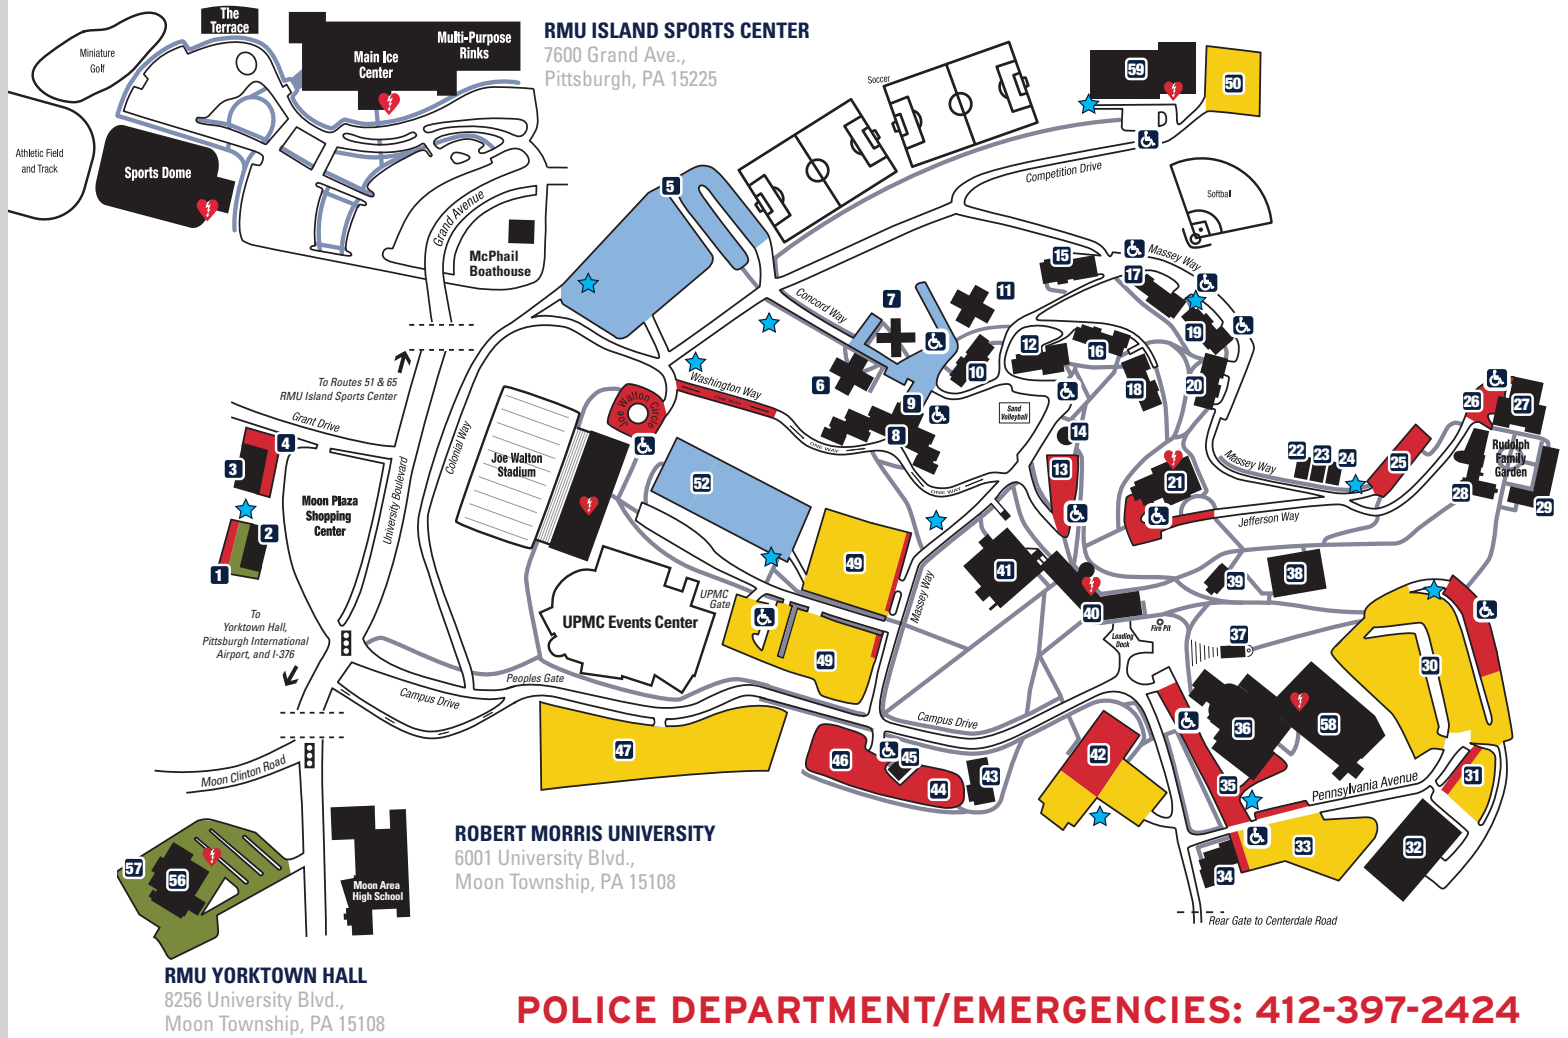 The
Terrace
Miniature
Golf
Main Ice
Center
Multi-Purpose
Rinks
RMU ISLAND SPORTS CENTER
7600 Grand Ave.,
Pittsburgh, PA 15225
Athletic Field
and Track
Sports Dome
Grand Avenue
McPhail
Boathouse
Soccer
59
50
Competition Drive
Softball
5
Massey Way
15
17
7
11
Concord Way
19
12
16
10
6
18
20
9
8
To Routes 51 & 65
RMU Island Sports Center
Grant Drive
4
3
2
1
Moon Plaza
Shopping
Center
University Boulevard
Colonial Way
Joe Walton
Stadium
Joe Walton Circle
Washington Way
ONE WAY
ONE WAY
ONE WAY
Sand
Volleyball
14
13
21
Massey Way
22
23
24
25
26
27
Rudolph
Family
Garden
28
29
Jefferson Way
52
49
UPMC
Gate
UPMC Events Center
49
Massey Way
41
40
39
38
Fire Pit
Loading
Dock
37
30
To
Yorktown Hall,
Pittsburgh International
Airport, and I-376
Peoples Gate
Campus Drive
Campus Drive
47
46
45
44
43
42
36
58
35
Pennsylvania Avenue
31
32
33
34
Rear Gate to Centerdale Road
Moon Clinton Road
57
56
Moon Area
High School
ROBERT MORRIS UNIVERSITY
6001 University Blvd.,
Moon Township, PA 15108
RMU YORKTOWN HALL
8256 University Blvd.,
Moon Township, PA 15108
POLICE DEPARTMENT/EMERGENCIES: 412-397-2424